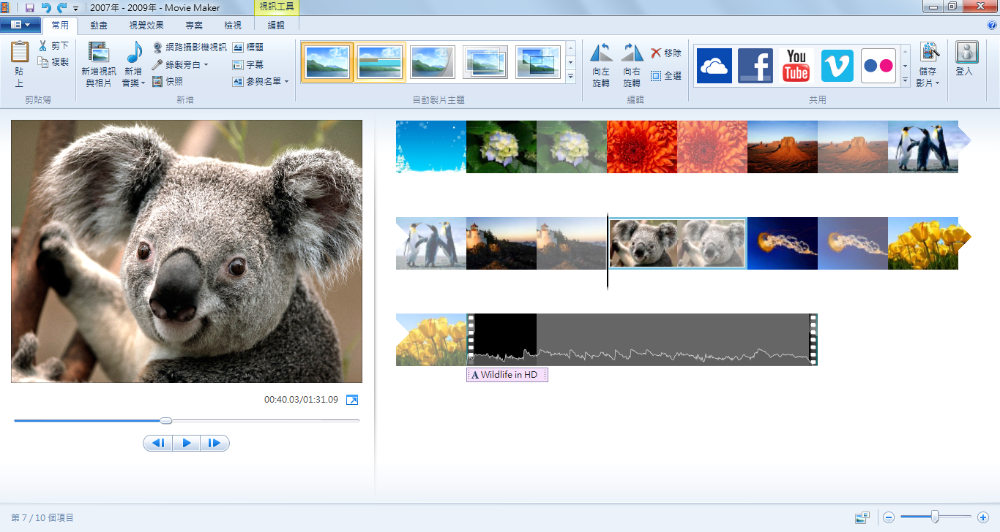 2007年 - 2009年 - Movie Maker
視訊工具
常用
動畫
視覺效果
專案
檢視
編輯
貼上
剪下
複製
剪貼簿
新增視訊與相片
新增音樂
網路攝影機視訊
錄製旁白
快照
標題
字幕
參與名單
新增
自動製片主題
向左旋轉
向右旋轉
移除
全選
編輯
f
You
Tube
共用
儲存影片
登入
00:40.03/01:31.09
A Wildlife in HD
第 7 / 10 個項目